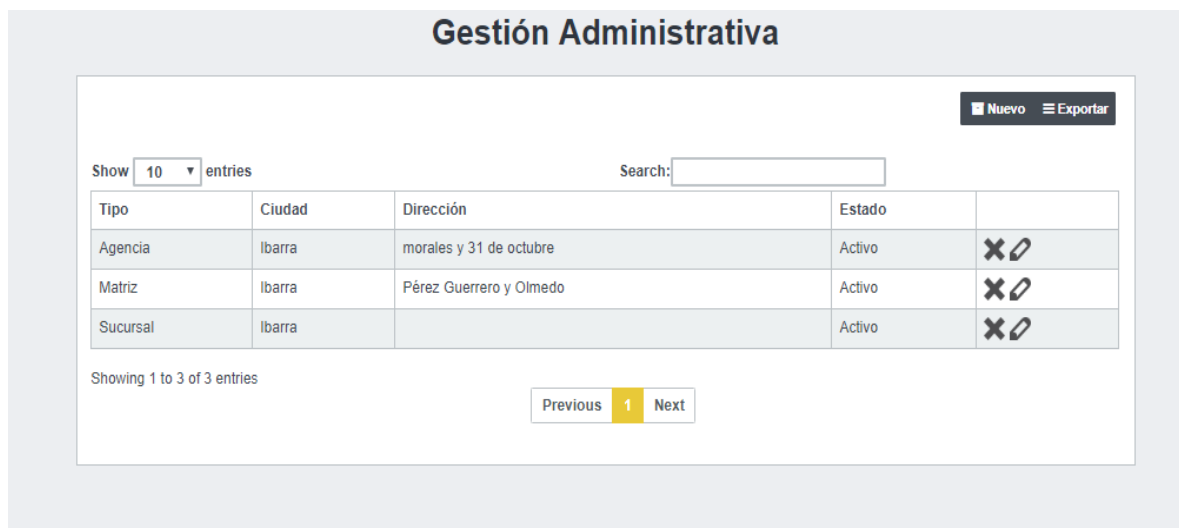 Gestión Administrativa
Nuevo Exportar
Show 10 entries Search:
Tipo Ciudad Dirección Estado
Agencia Ibarra morales y 31 de octubre Activo
Matriz Ibarra Pérez Guerrero y Olmedo Activo
Sucursal Ibarra Activo
Showing 1 to 3 of 3 entries
Previous 1 Next